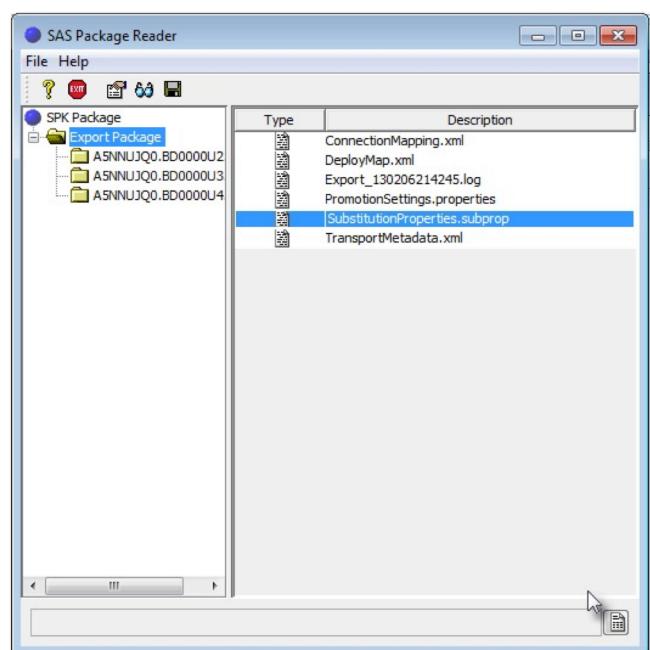 SAS Package Reader
File Help
? EXIT
SPK Package
Export Package
A5NNUJQ0.BD0000U2
A5NNUJQ0.BD0000U3
A5NNUJQ0.BD0000U4
Type Description
ConnectionMapping.xml
DeployMap.xml
Export_130206214245.log
PromotionSettings.properties
SubstitutionProperties.subprop
TransportMetadata.xml